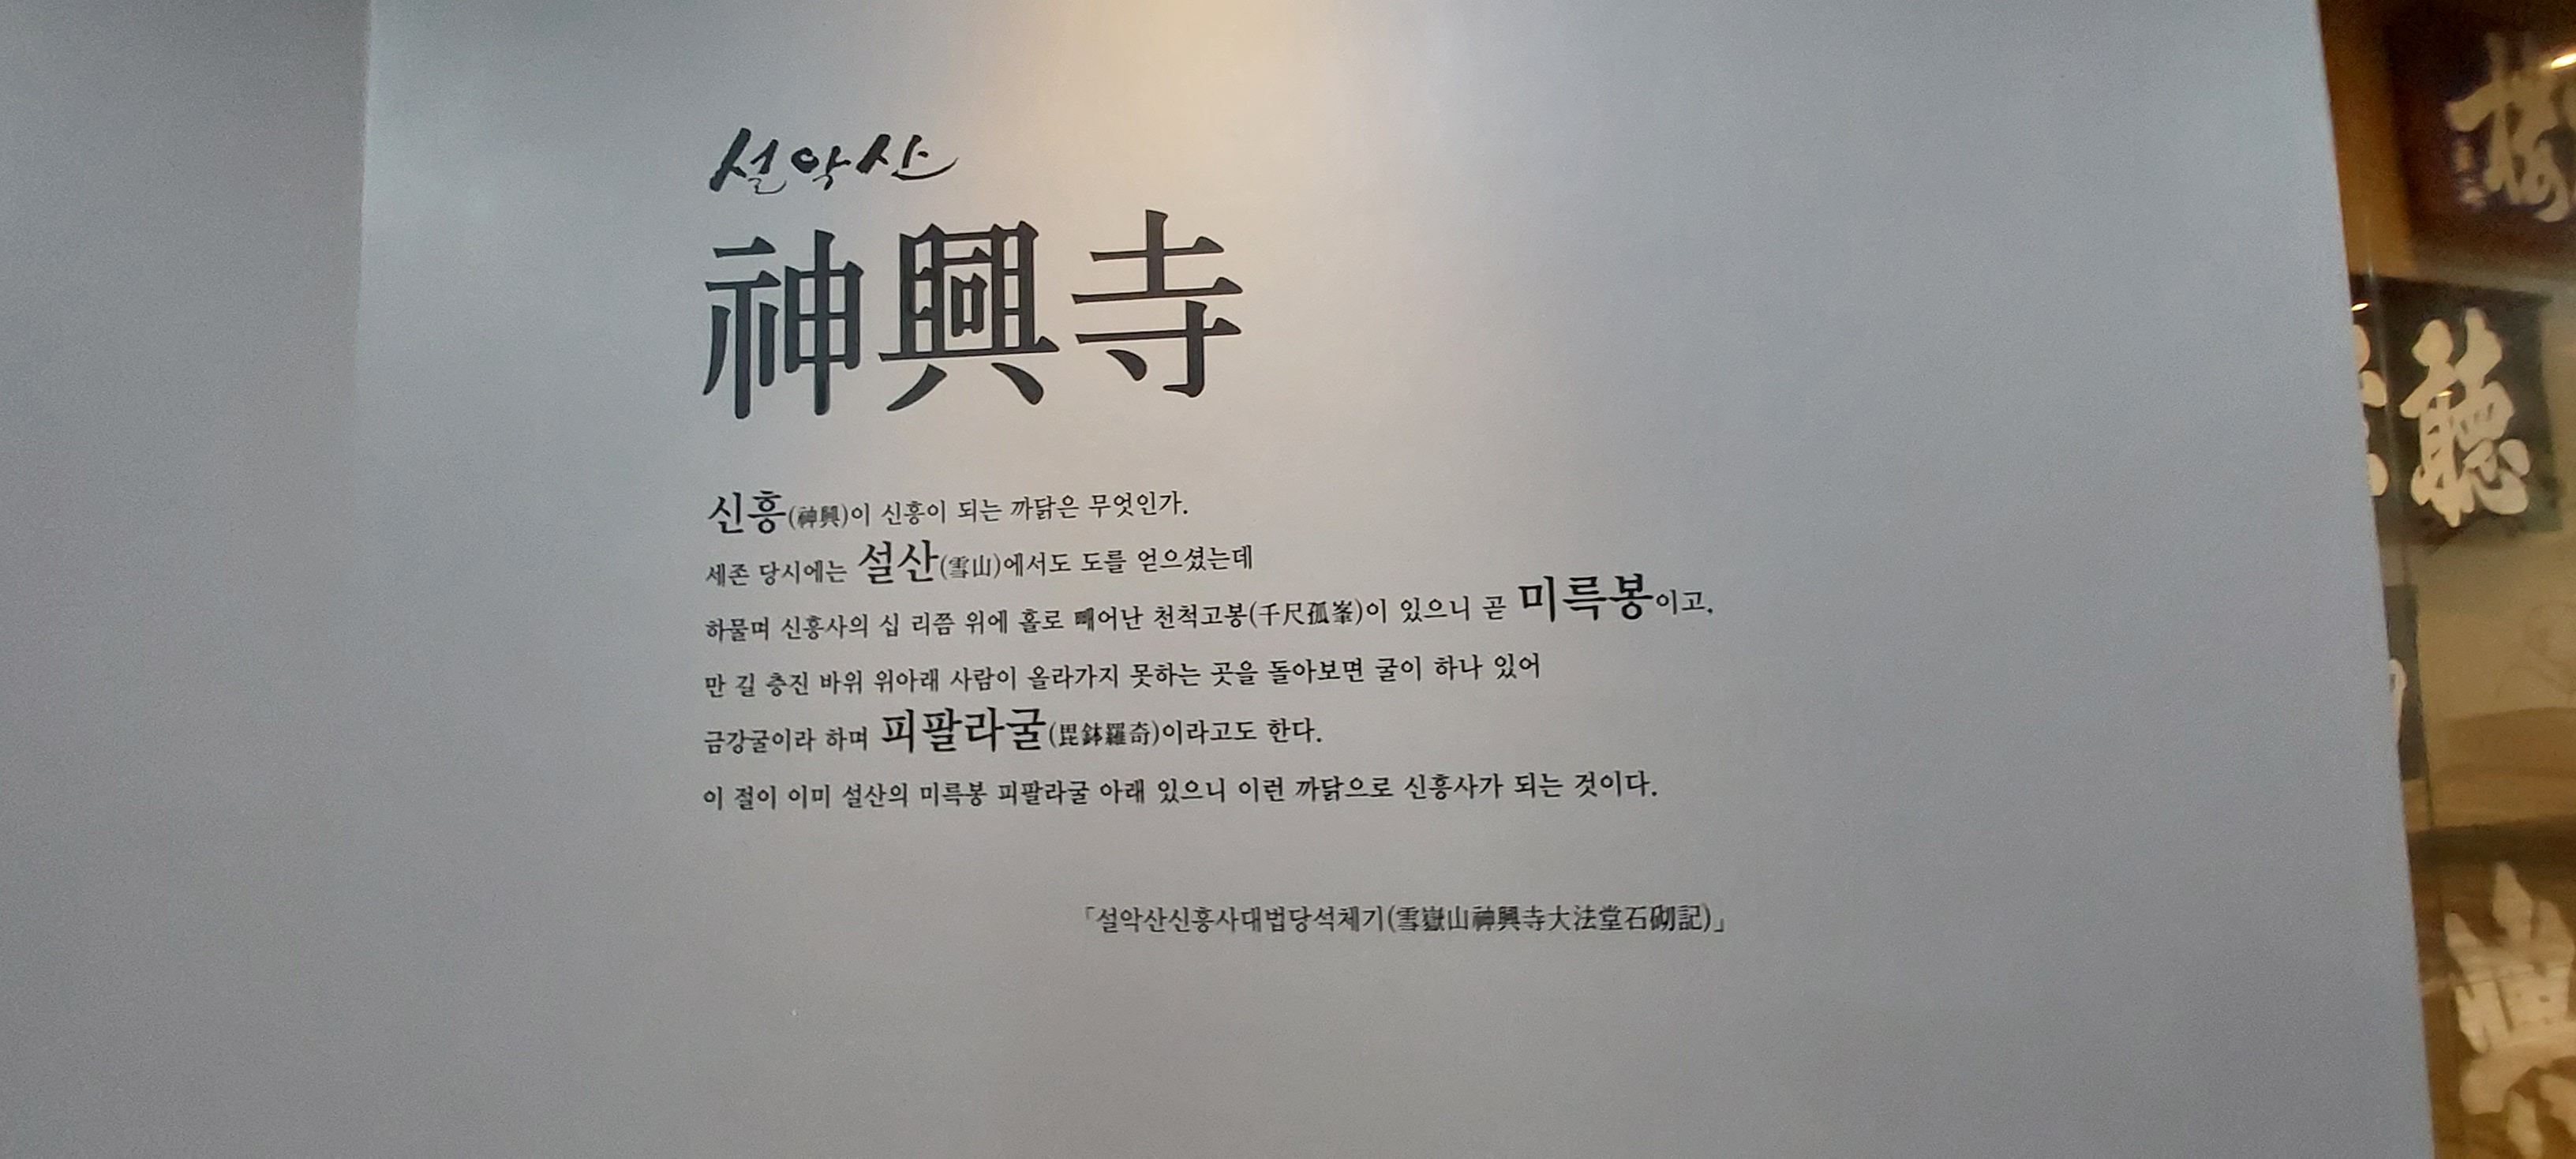 설악산
神興寺
신흥(神興)이 신흥이 되는 까닭은 무엇인가.
세존 당시에는 설산(雪山)에서도 도를 얻으셨는데
하물며 신흥사의 십 리쯤 위에 홀로 빼어난 천척고봉(千尺孤峯)이 있으니 곧 미륵봉이고,
만 길 층진 바위 위아래 사람이 올라가지 못하는 곳을 돌아보면 굴이 하나 있어
금강굴이라 하며 피팔라굴(毘鉢羅奇)이라고도 한다.
이 절이 이미 설산의 미륵봉 피팔라굴 아래 있으니 이런 까닭으로 신흥사가 되는 것이다.
「설악산신흥사대법당석체기(雪嶽山神興寺大法堂石砌記)」
聽